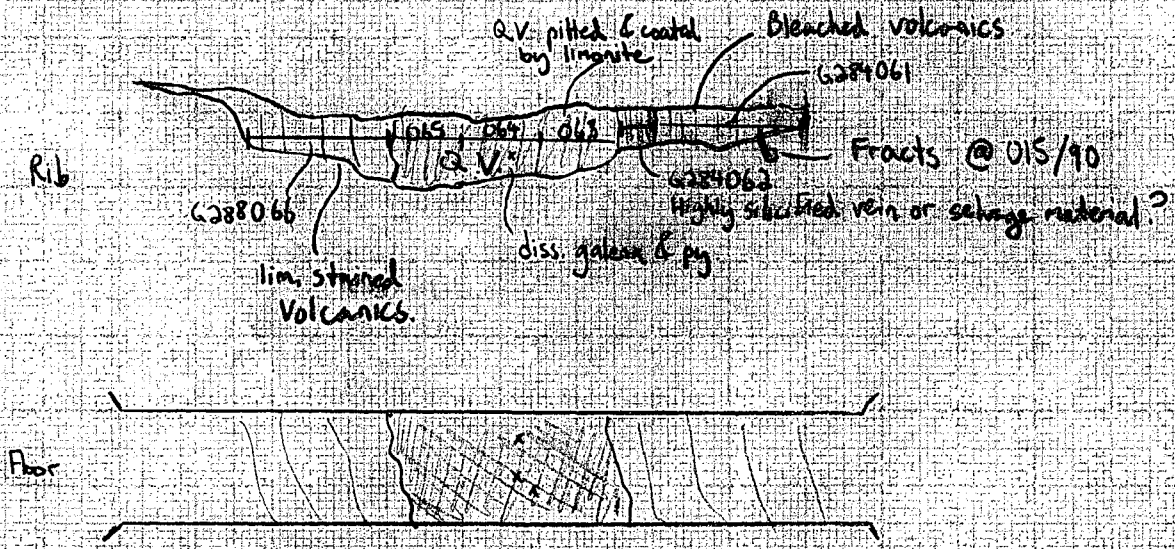 Q.V. pitted & coated
by limonite
Bleached volcanics
G284061
065 064 063
Rib
Q.V.
Fracts @ 015/90
G284062
G288066
Highly silicified vein or selvage material?
diss. galena & py
lim. stained
Volcanics.
Floor